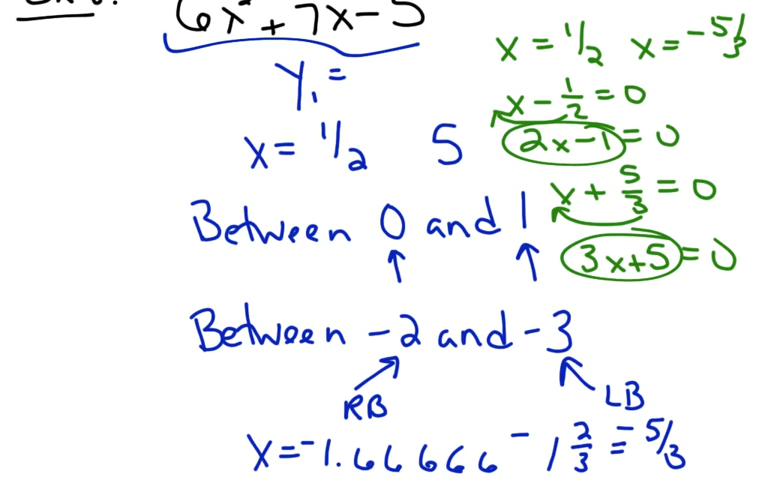 6x² + 7x - 5
Y₁ =
x = 1/2 5
Between 0 and 1
Between -2 and -3
RB LB
x = -1.66666 -1 2/3 = -5/3
x = 1/2 x = -5/3
x - 1/2 = 0
2x-1 = 0
x + 5/3 = 0
3x+5 = 0